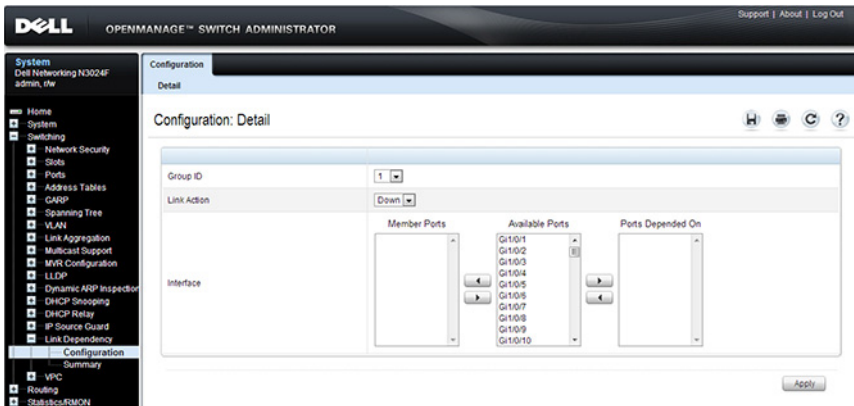 Support | About | Log Out
DELL
OPENMANAGE™ SWITCH ADMINISTRATOR
System
Dell Networking N3024F
admin, r/w
Home
System
Switching
Network Security
Slots
Ports
Address Tables
GARP
Spanning Tree
VLAN
Link Aggregation
Multicast Support
MVR Configuration
LLDP
Dynamic ARP Inspection
DHCP Snooping
DHCP Relay
IP Source Guard
Link Dependency
Configuration
Summary
VPC
Routing
Statistics/RMON
Configuration
Detail
Configuration: Detail
Group ID
1
Link Action
Down
Interface
Member Ports
Available Ports
Ports Depended On
Gi1/0/1
Gi1/0/2
Gi1/0/3
Gi1/0/4
Gi1/0/5
Gi1/0/6
Gi1/0/7
Gi1/0/8
Gi1/0/9
Gi1/0/10
Apply